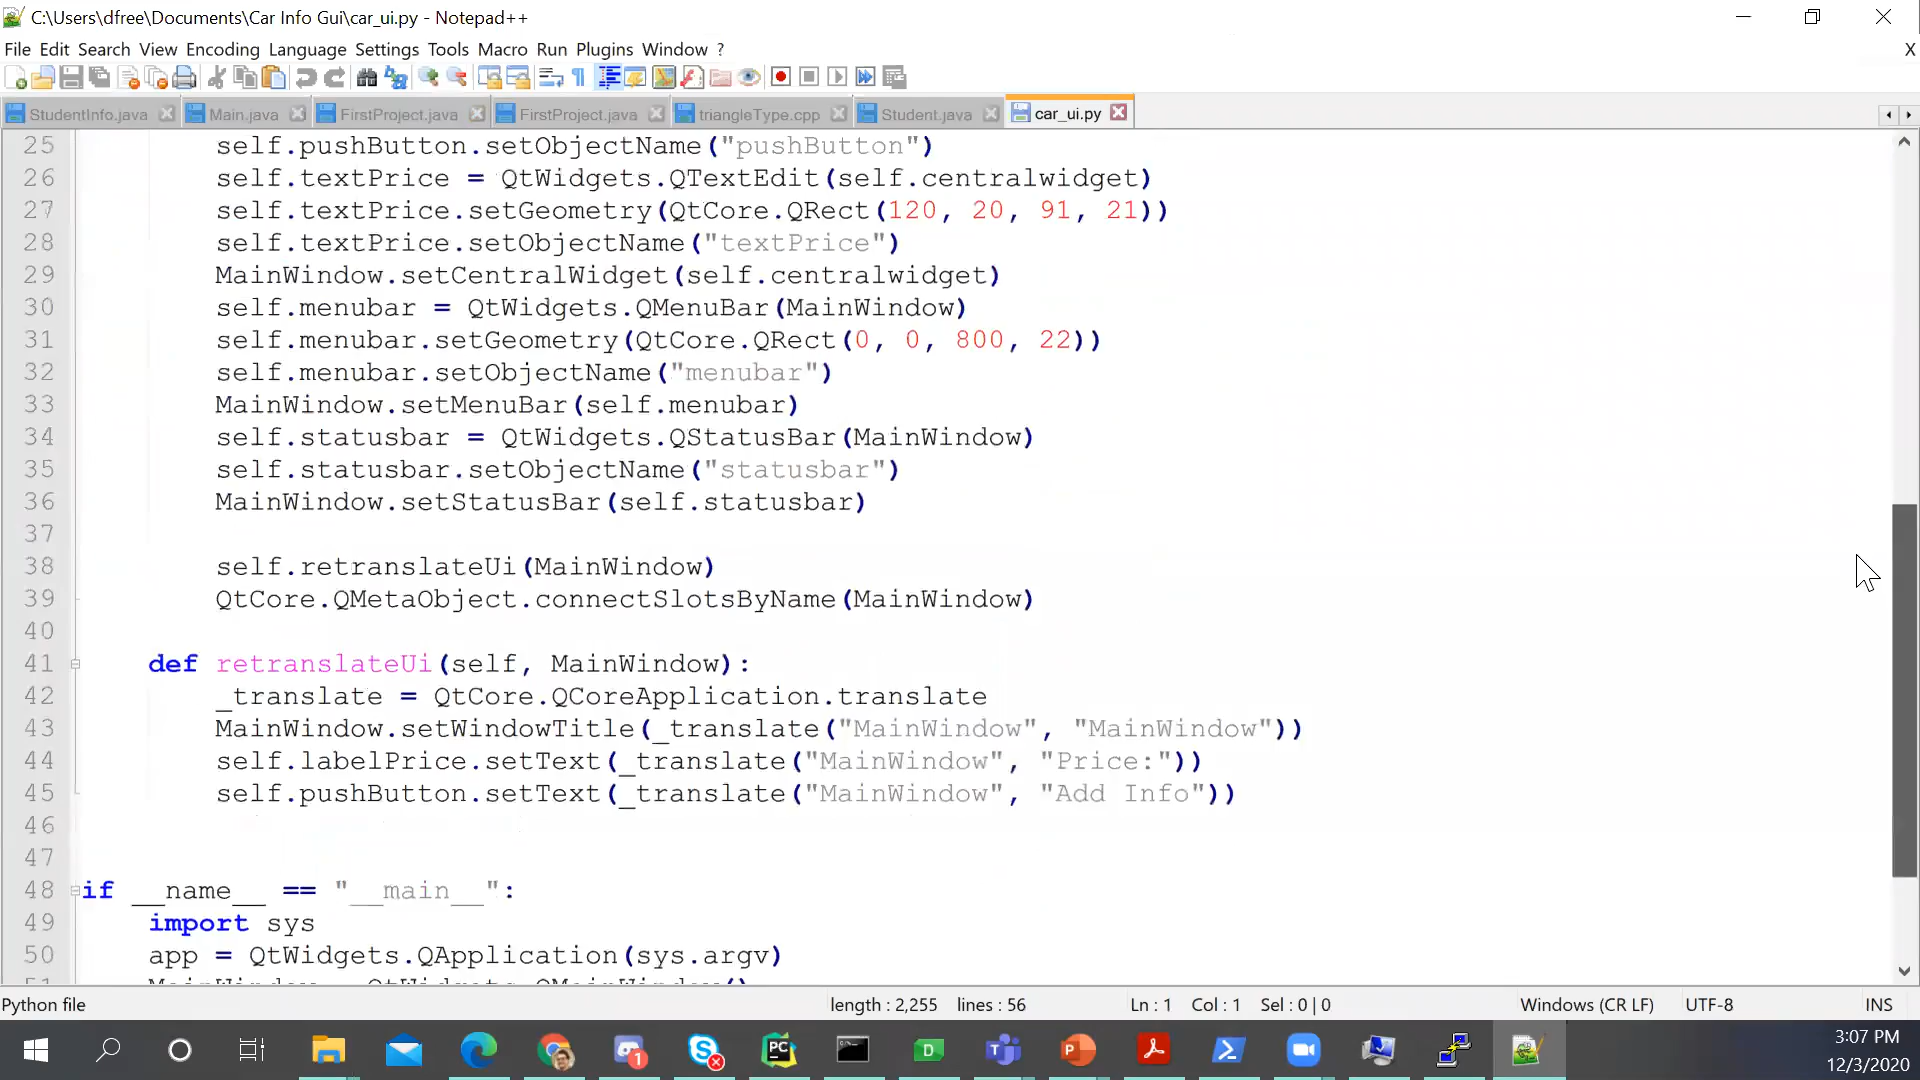 C:\Users\dfree\Documents\Car Info Gui\car_ui.py - Notepad++
File Edit Search View Encoding Language Settings Tools Macro Run Plugins Window ? X
StudentInfo.java Main.java FirstProject.java FirstProject.java triangleType.cpp Student.java car_ui.py
25 self.pushButton.setObjectName("pushButton")
26 self.textPrice = QtWidgets.QTextEdit(self.centralwidget)
27 self.textPrice.setGeometry(QtCore.QRect(120, 20, 91, 21))
28 self.textPrice.setObjectName("textPrice")
29 MainWindow.setCentralWidget(self.centralwidget)
30 self.menubar = QtWidgets.QMenuBar(MainWindow)
31 self.menubar.setGeometry(QtCore.QRect(0, 0, 800, 22))
32 self.menubar.setObjectName("menubar")
33 MainWindow.setMenuBar(self.menubar)
34 self.statusbar = QtWidgets.QStatusBar(MainWindow)
35 self.statusbar.setObjectName("statusbar")
36 MainWindow.setStatusBar(self.statusbar)
37
38 self.retranslateUi(MainWindow)
39 QtCore.QMetaObject.connectSlotsByName(MainWindow)
40
41 def retranslateUi(self, MainWindow):
42 _translate = QtCore.QCoreApplication.translate
43 MainWindow.setWindowTitle(_translate("MainWindow", "MainWindow"))
44 self.labelPrice.setText(_translate("MainWindow", "Price:"))
45 self.pushButton.setText(_translate("MainWindow", "Add Info"))
46
47
48 if __name__ == "__main__":
49 import sys
50 app = QtWidgets.QApplication(sys.argv)
51 MainWindow = QtWidgets.QMainWindow()
Python file length : 2,255 lines : 56 Ln : 1 Col : 1 Sel : 0 | 0 Windows (CR LF) UTF-8 INS
3:07 PM
12/3/2020